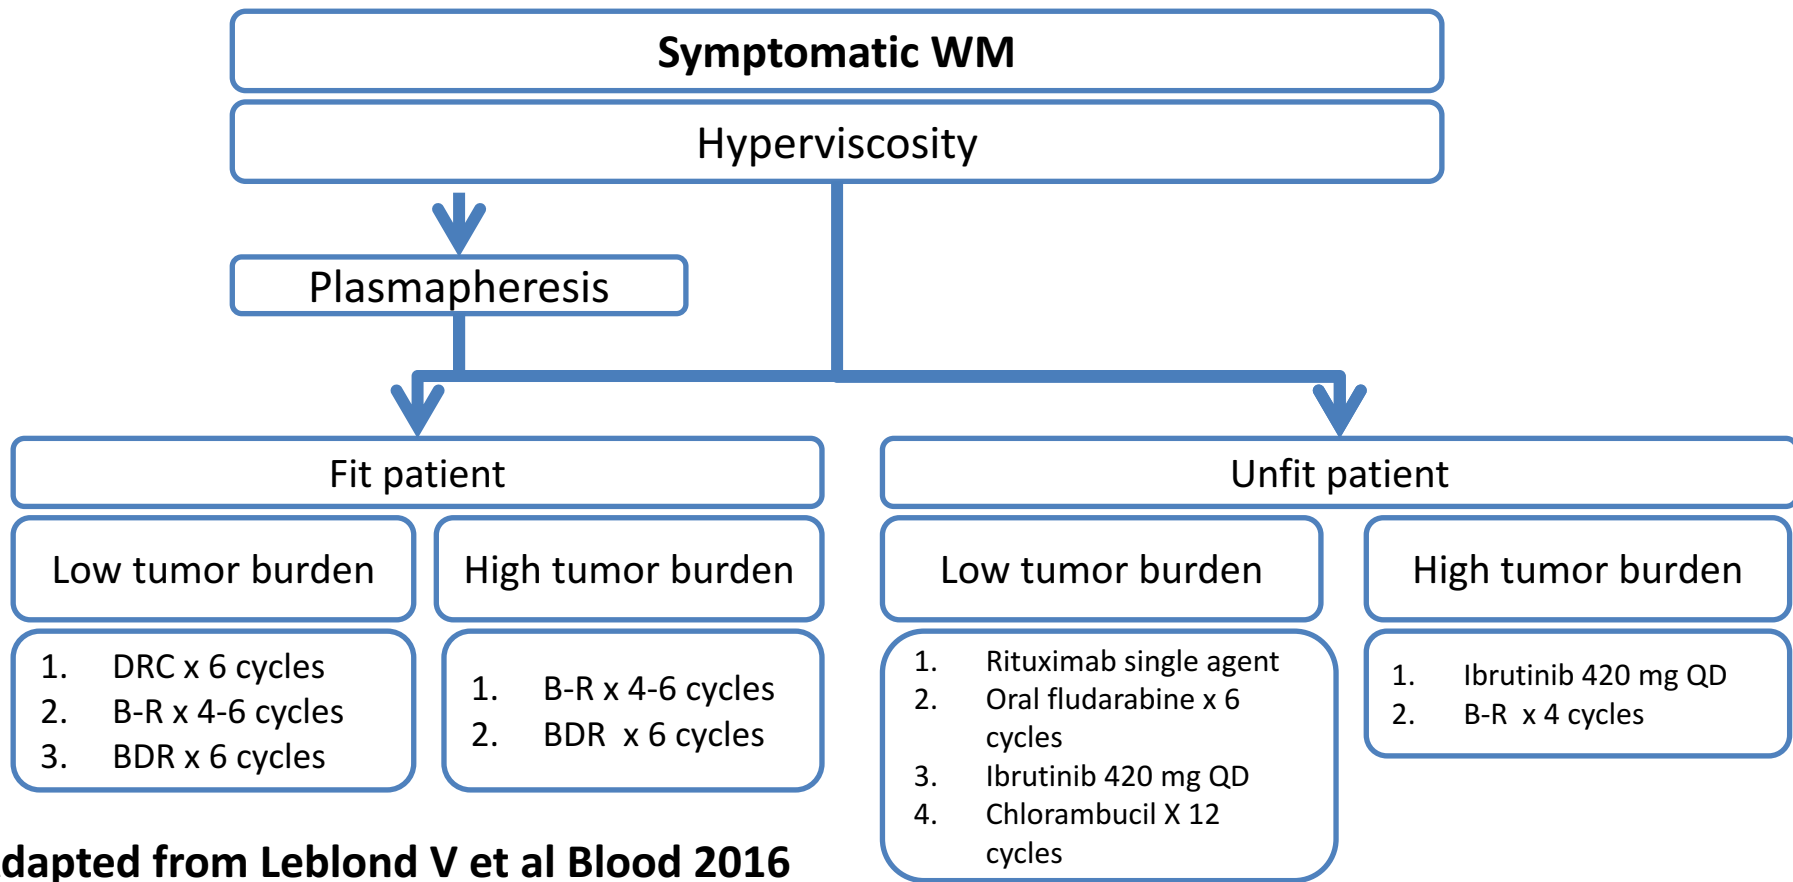 Symptomatic WM
Hyperviscosity
Plasmapheresis
Fit patient
Low tumor burden
High tumor burden
1. DRC x 6 cycles
2. B-R x 4-6 cycles
3. BDR x 6 cycles
1. B-R x 4-6 cycles
2. BDR x 6 cycles
Unfit patient
Low tumor burden
High tumor burden
1. Rituximab single agent
2. Oral fludarabine x 6
cycles
3. Ibrutinib 420 mg QD
4. Chlorambucil X 12
cycles
1. Ibrutinib 420 mg QD
2. B-R x 4 cycles
dapted from Leblond V et al Blood 2016